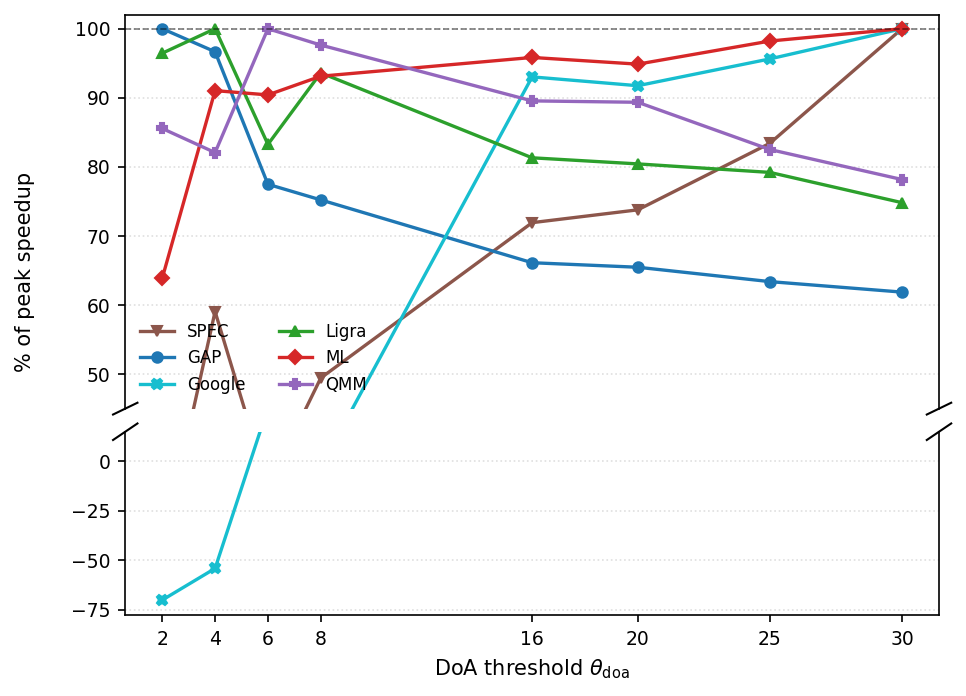 % of peak speedup
100
90
80
70
60
50
0
−25
−50
−75
SPEC
GAP
Google
Ligra
ML
QMM
2 4 6 8 16 20 25 30
DoA threshold θdoa